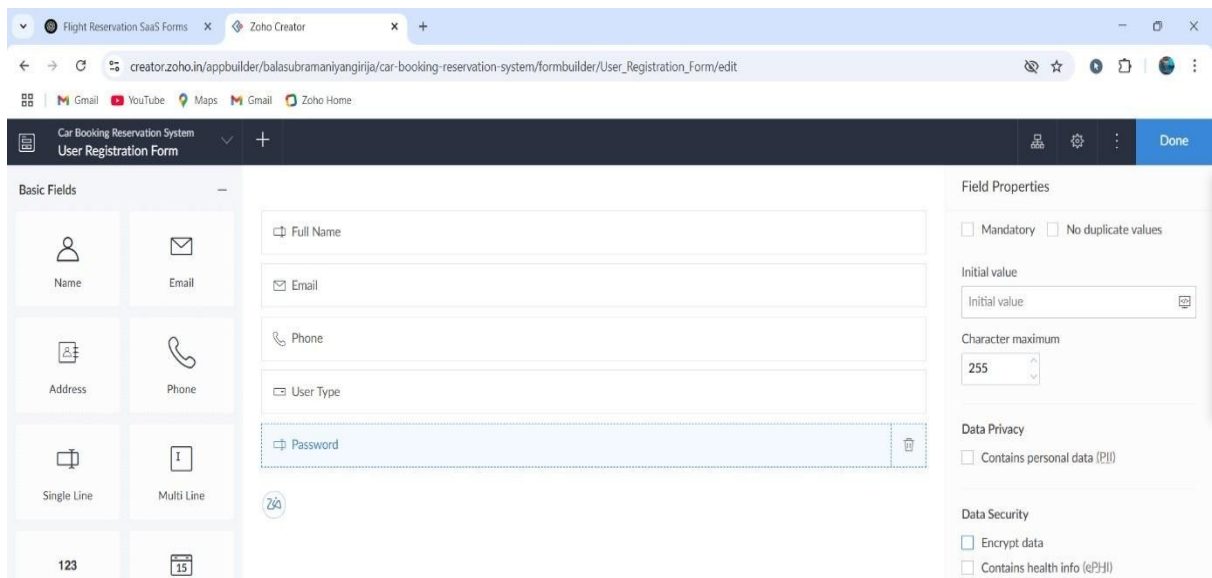 Flight Reservation SaaS Forms
Zoho Creator
creator.zoho.in/appbuilder/balasubramaniyangirija/car-booking-reservation-system/formbuilder/User_Registration_Form/edit
Gmail YouTube Maps Gmail Zoho Home
Car Booking Reservation System
User Registration Form
Done
Basic Fields
Name Email
Address Phone
Single Line Multi Line
123 15
Full Name
Email
Phone
User Type
Password
Zia
Field Properties
Mandatory No duplicate values
Initial value
Initial value
Character maximum
255
Data Privacy
Contains personal data (PII)
Data Security
Encrypt data
Contains health info (ePHI)